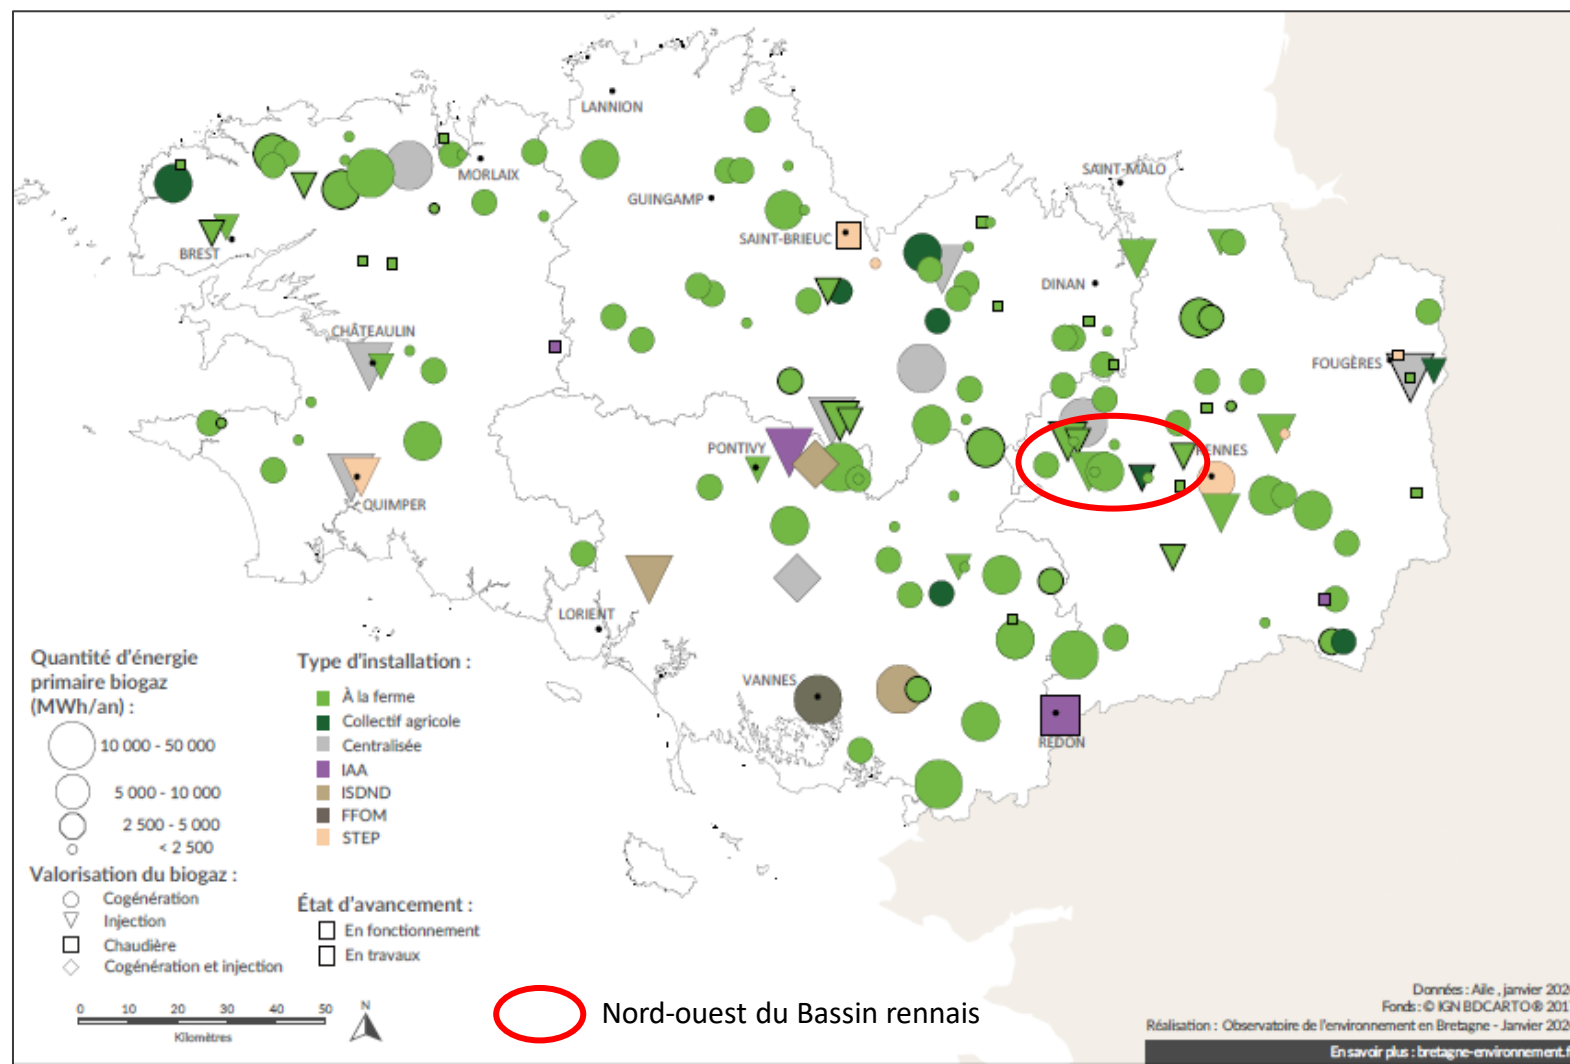 LANNION
MORLAIX
SAINT-MALO
GUINGAMP
SAINT-BRIEUC
BREST
DINAN
CHÂTEAULIN
FOUGÈRES
PONTIVY
RENNES
QUIMPER
LORIENT
VANNES
REDON
Quantité d'énergie
primaire biogaz
(MWh/an) :
10 000 - 50 000
5 000 - 10 000
2 500 - 5 000
< 2 500
Valorisation du biogaz :
Cogénération
Injection
Chaudière
Cogénération et injection
Type d'installation :
À la ferme
Collectif agricole
Centralisée
IAA
ISDND
FFOM
STEP
État d'avancement :
En fonctionnement
En travaux
0 10 20 30 40 50
Kilomètres
N
Nord-ouest du Bassin rennais
Données : Aile , janvier 2020
Fonds : © IGN BDCARTO® 2017
Réalisation : Observatoire de l'environnement en Bretagne - Janvier 2020
En savoir plus : bretagne-environnement.f